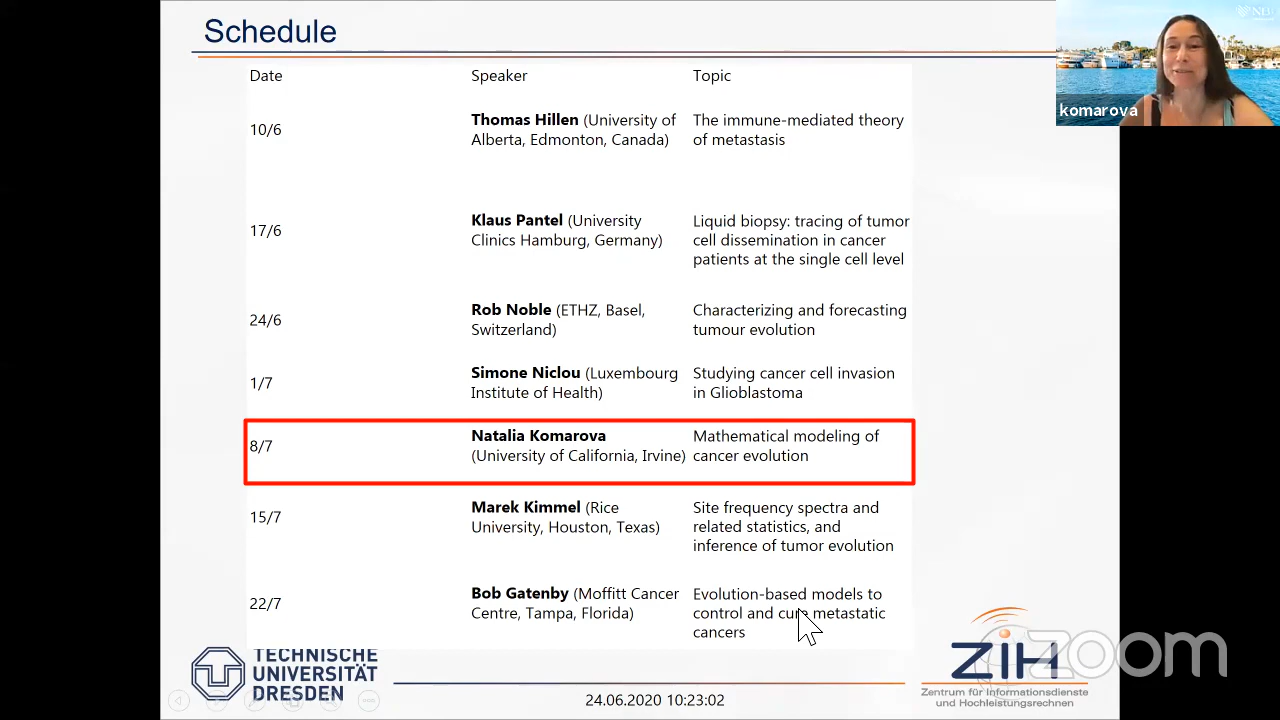 Schedule
komarova
Date Speaker Topic
10/6
Thomas Hillen (University of
Alberta, Edmonton, Canada)
The immune-mediated theory
of metastasis
17/6
Klaus Pantel (University
Clinics Hamburg, Germany)
Liquid biopsy: tracing of tumor
cell dissemination in cancer
patients at the single cell level
24/6
Rob Noble (ETHZ, Basel,
Switzerland)
Characterizing and forecasting
tumour evolution
1/7
Simone Niclou (Luxembourg
Institute of Health)
Studying cancer cell invasion
in Glioblastoma
8/7
Natalia Komarova
(University of California, Irvine)
Mathematical modeling of
cancer evolution
15/7
Marek Kimmel (Rice
University, Houston, Texas)
Site frequency spectra and
related statistics, and
inference of tumor evolution
22/7
Bob Gatenby (Moffitt Cancer
Centre, Tampa, Florida)
Evolution-based models to
control and cure metastatic
cancers
TECHNISCHE
UNIVERSITÄT
DRESDEN
24.06.2020 10:23:02
ZIH
Zentrum für Informationsdienste
und Hochleistungsrechnen
zoom